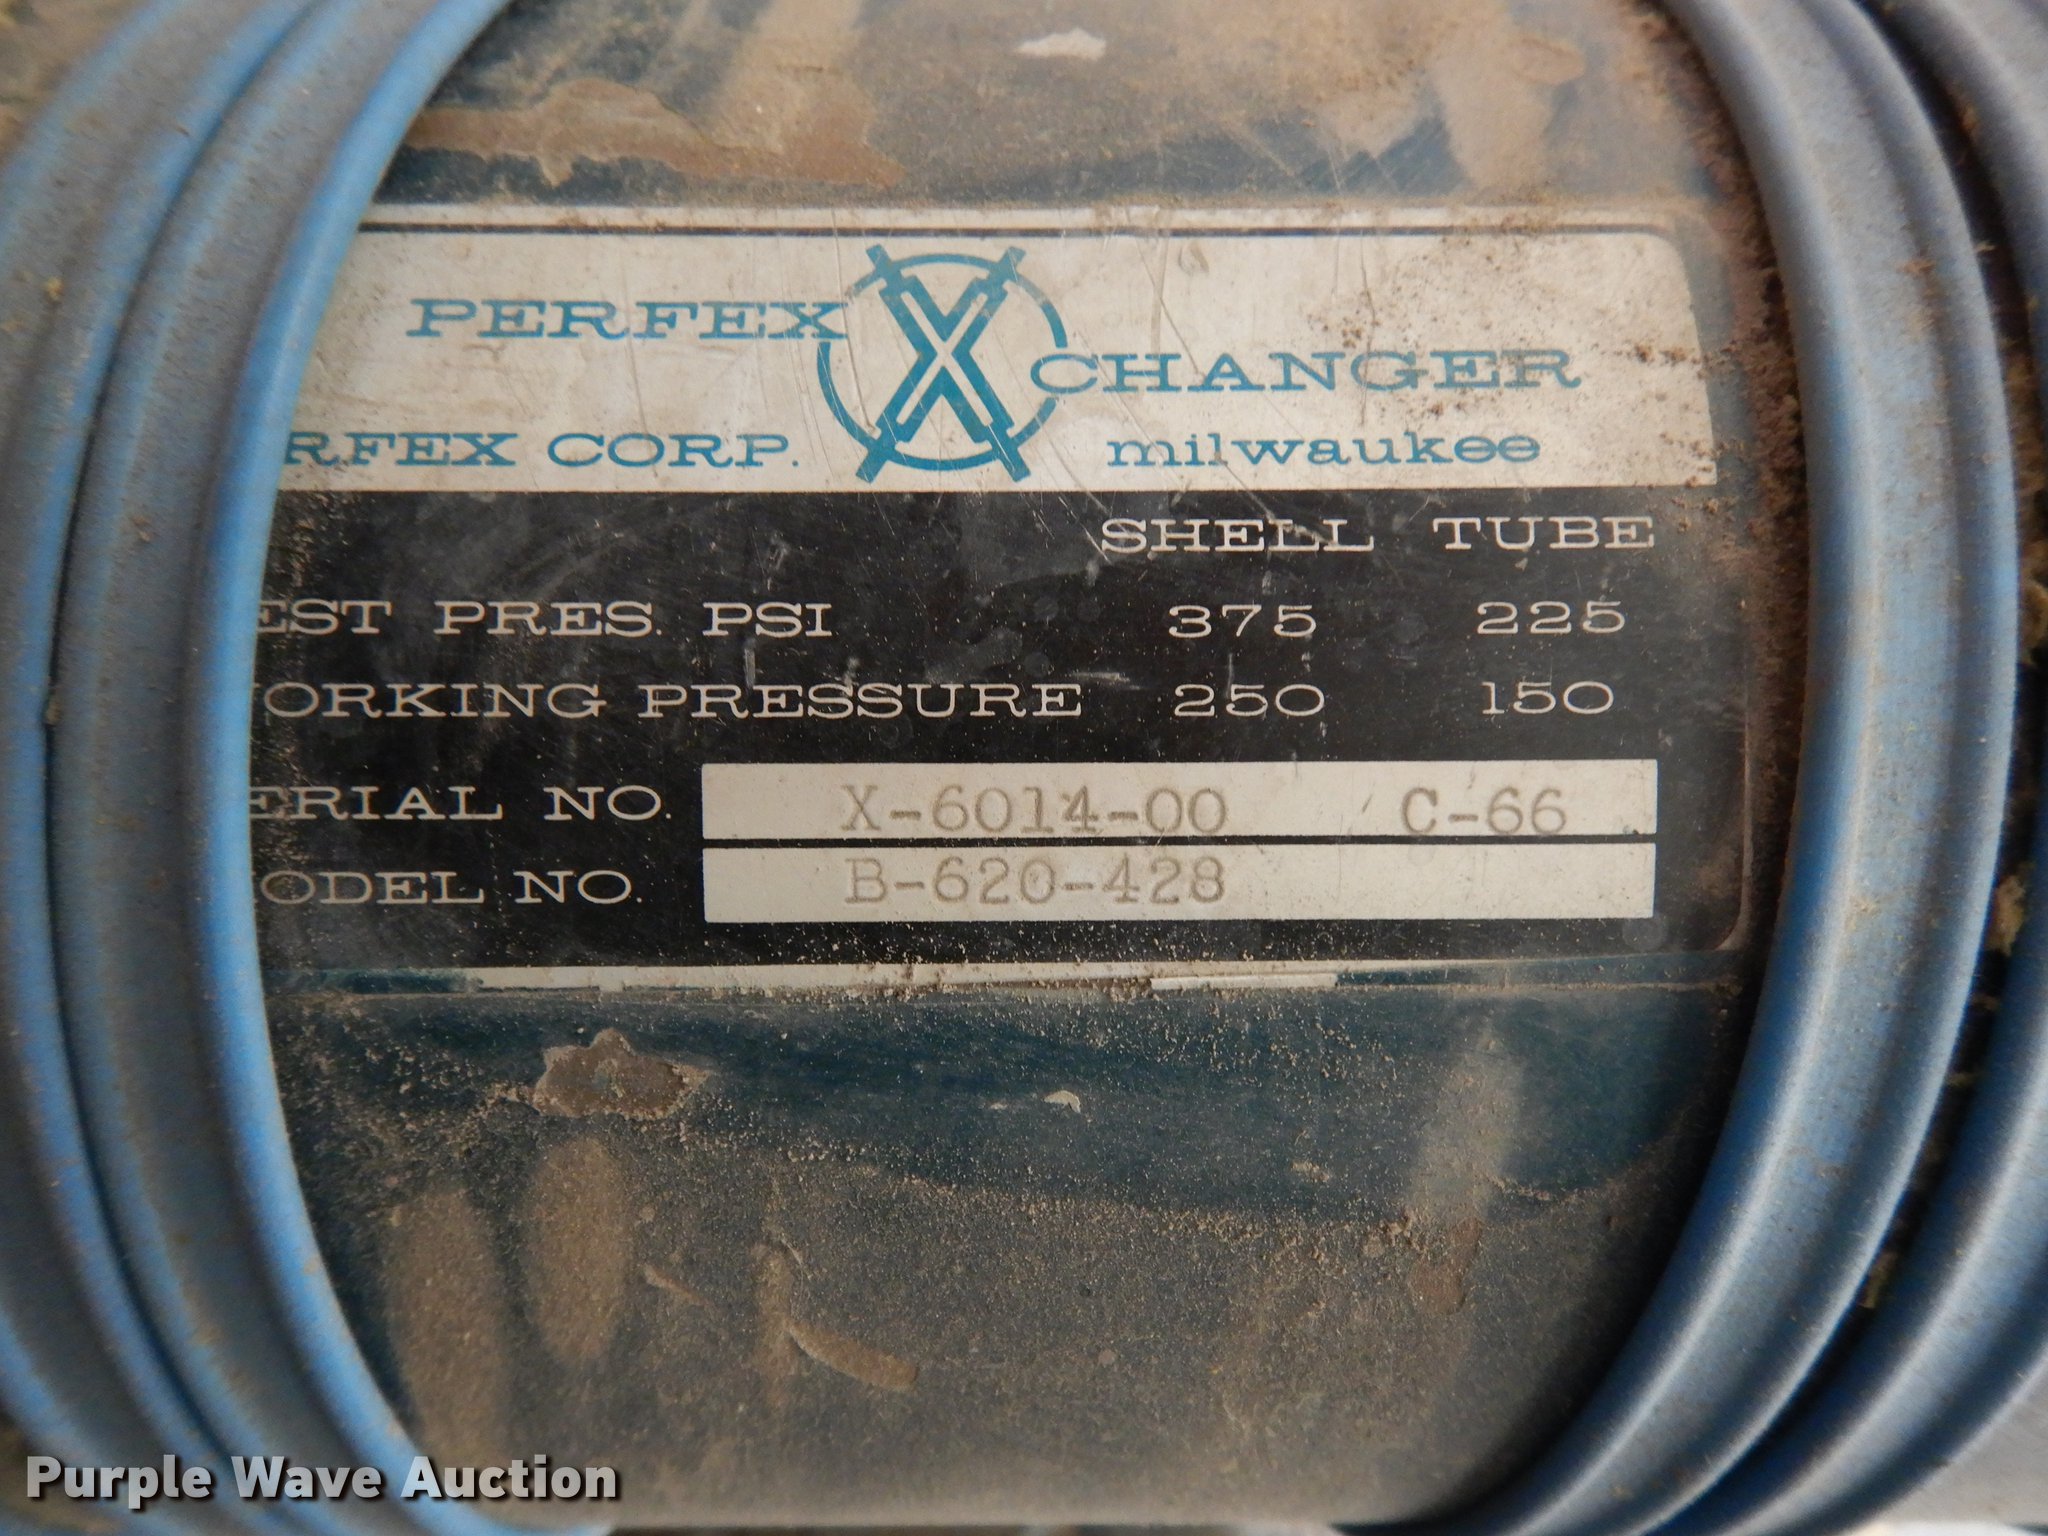 PERFEX XCHANGER
RFEX CORP. milwaukee
SHELL TUBE
EST PRES. PSI 375 225
ORKING PRESSURE 250 150
ERIAL NO. X-6014-00 C-66
ODEL NO. B-620-428
Purple Wave Auction